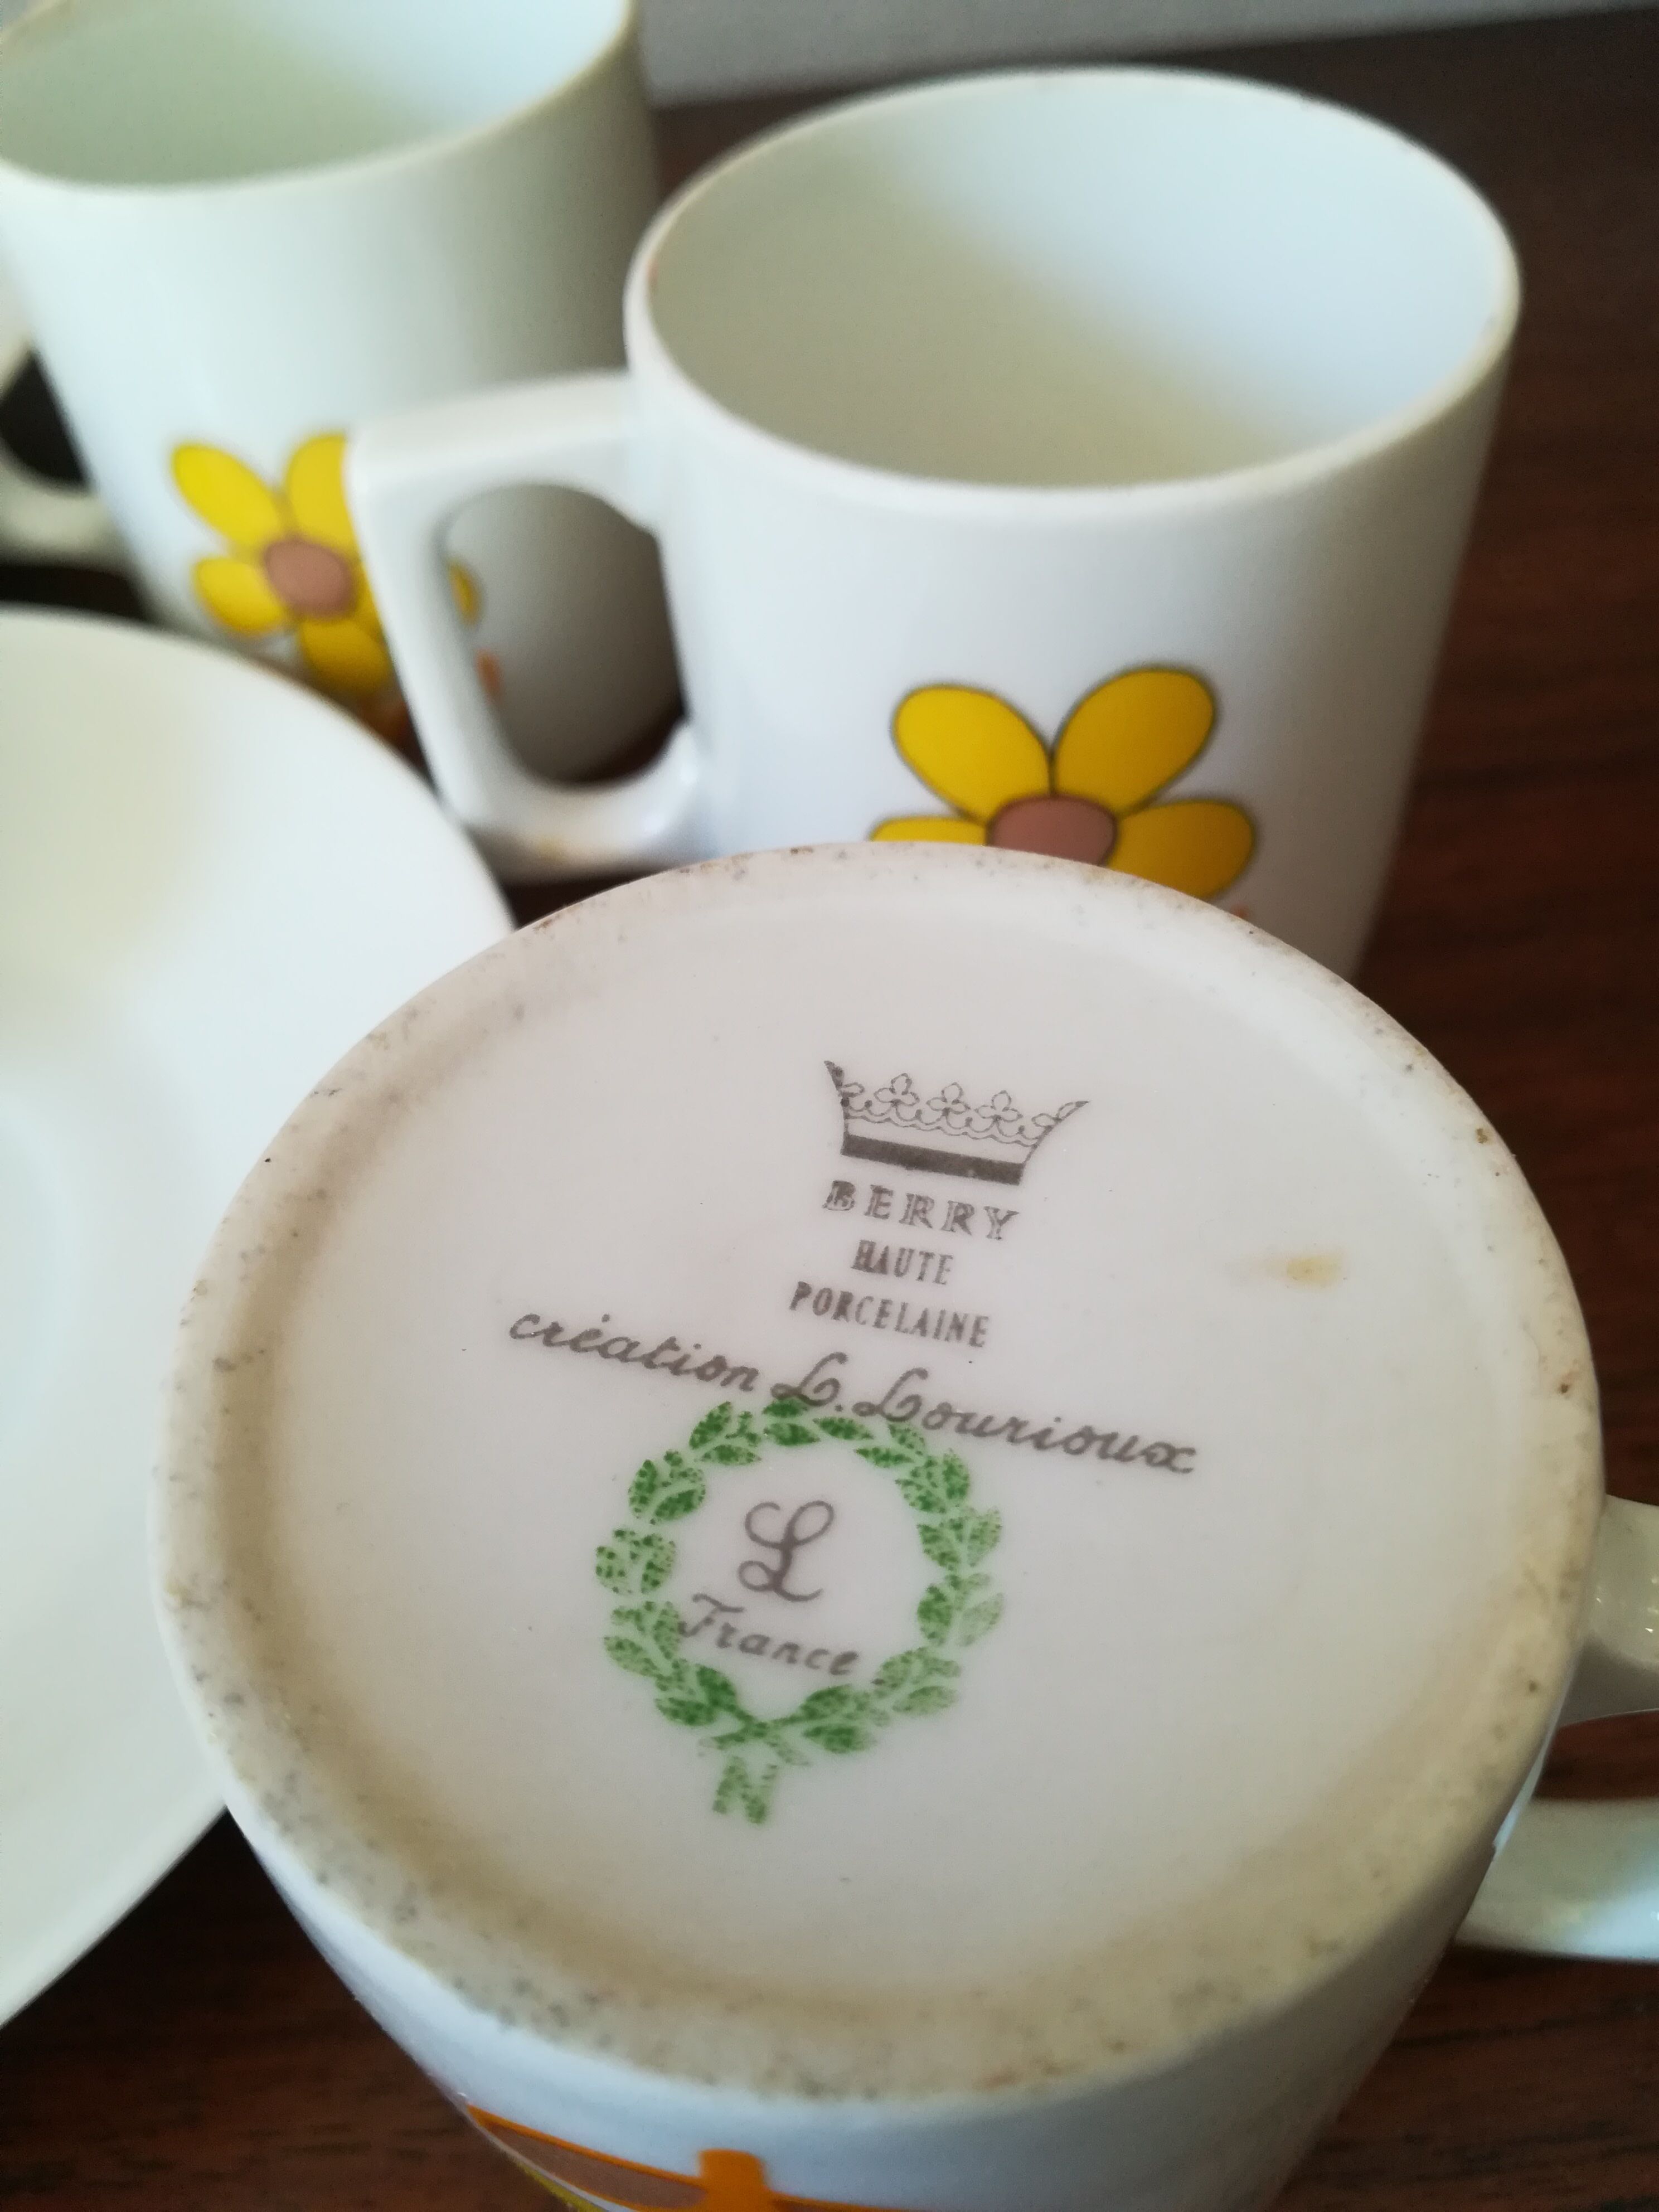 BERRY
HAUTE
PORCELAINE
création L. Lourioux
L
France